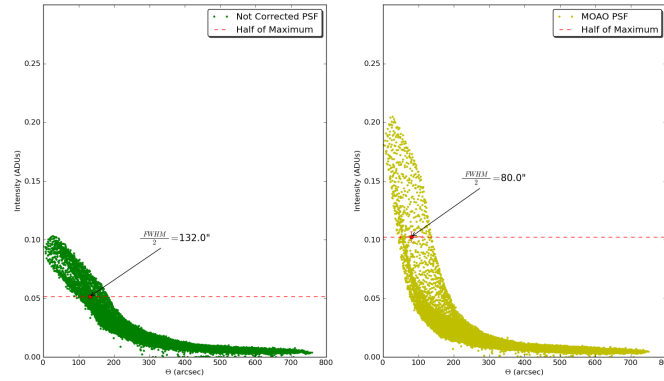 Not Corrected PSF
Half of Maximum
0.25
0.20
0.15
0.10
0.05
0.00
Intensity (ADUs)
FWHM/2 = 132.0"
0 100 200 300 400 500 600 700 800
Θ (arcsec)
MOAO PSF
Half of Maximum
0.25
0.20
0.15
0.10
0.05
0.00
Intensity (ADUs)
FWHM/2 = 80.0"
0 100 200 300 400 500 600 700 800
Θ (arcsec)